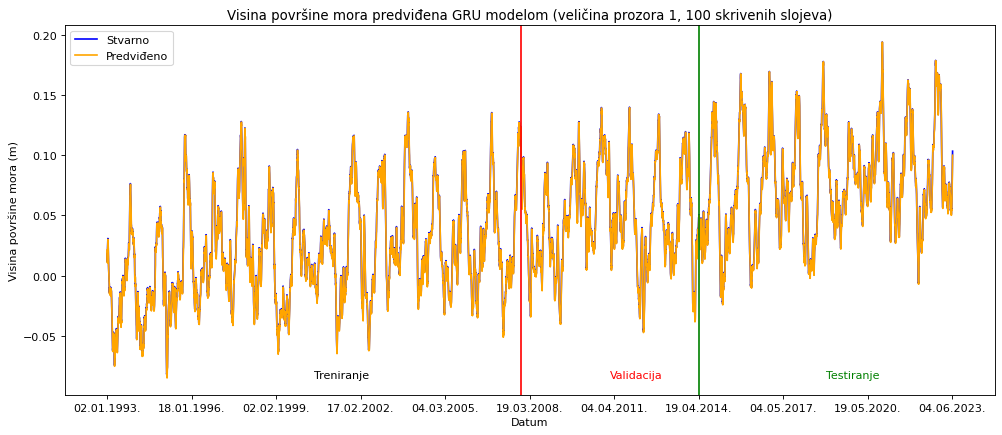 Visina površine mora predviđena GRU modelom (veličina prozora 1, 100 skrivenih slojeva)
Stvarno
Predviđeno
Visina površine mora (m)
0.20
0.15
0.10
0.05
0.00
−0.05
Treniranje
Validacija
Testiranje
02.01.1993. 18.01.1996. 02.02.1999. 17.02.2002. 04.03.2005. 19.03.2008. 04.04.2011. 19.04.2014. 04.05.2017. 19.05.2020. 04.06.2023.
Datum